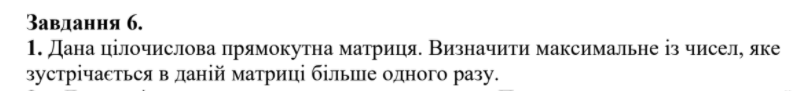 Завдання 6.
1. Дана цілочислова прямокутна матриця. Визначити максимальне із чисел, яке
зустрічається в даній матриці більше одного разу.